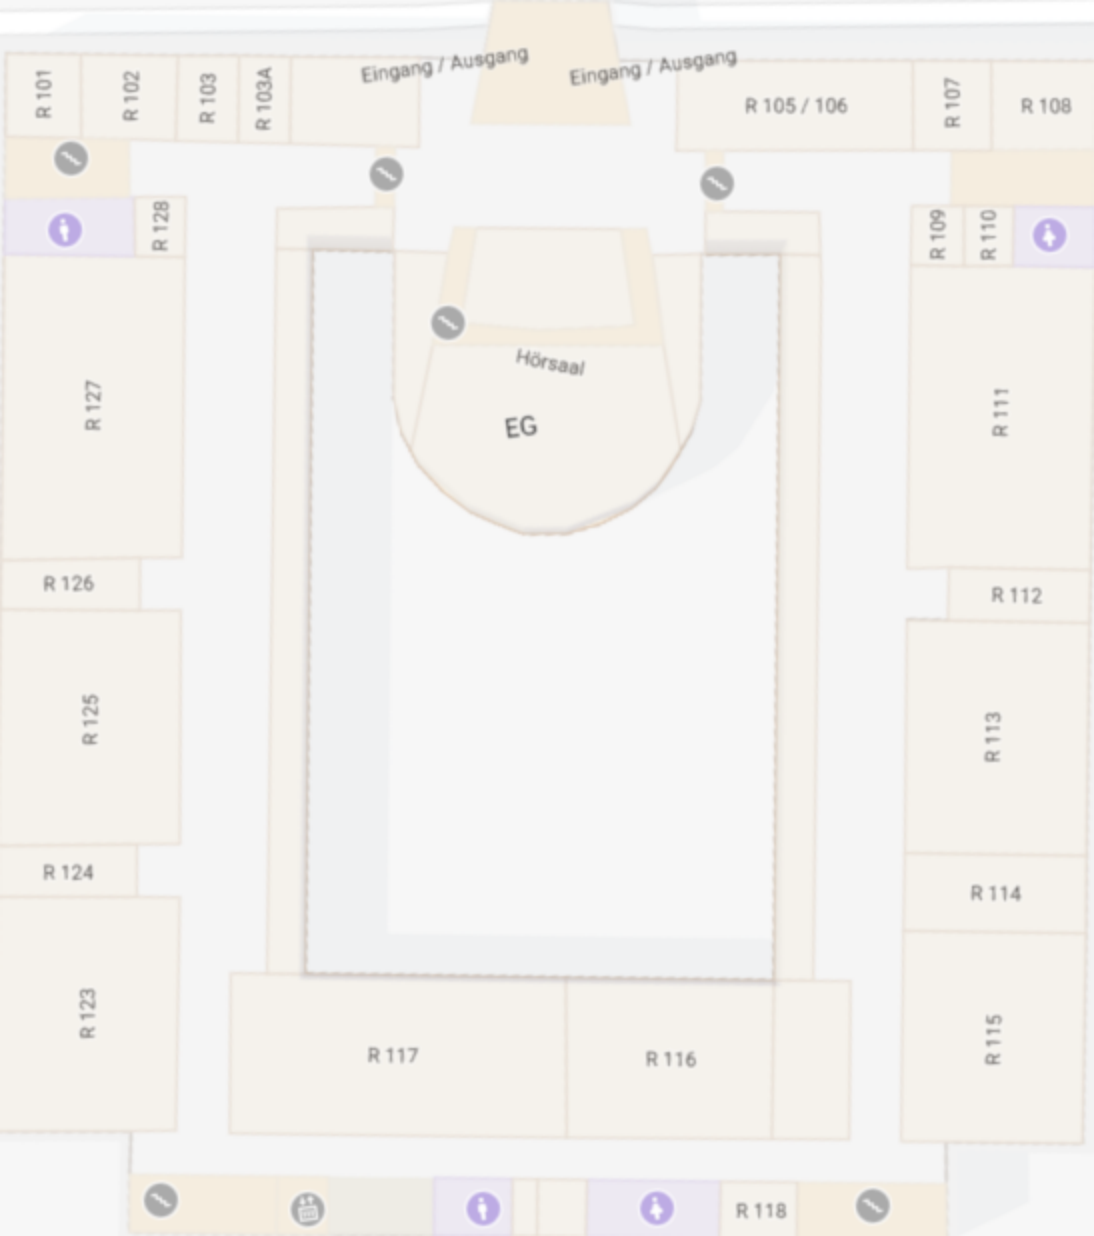 Eingang / Ausgang
Eingang / Ausgang
R 101
R 102
R 103
R 103A
R 105 / 106
R 107
R 108
R 128
R 109
R 110
Hörsaal
EG
R 127
R 111
R 126
R 112
R 125
R 113
R 124
R 114
R 123
R 117
R 116
R 115
R 118